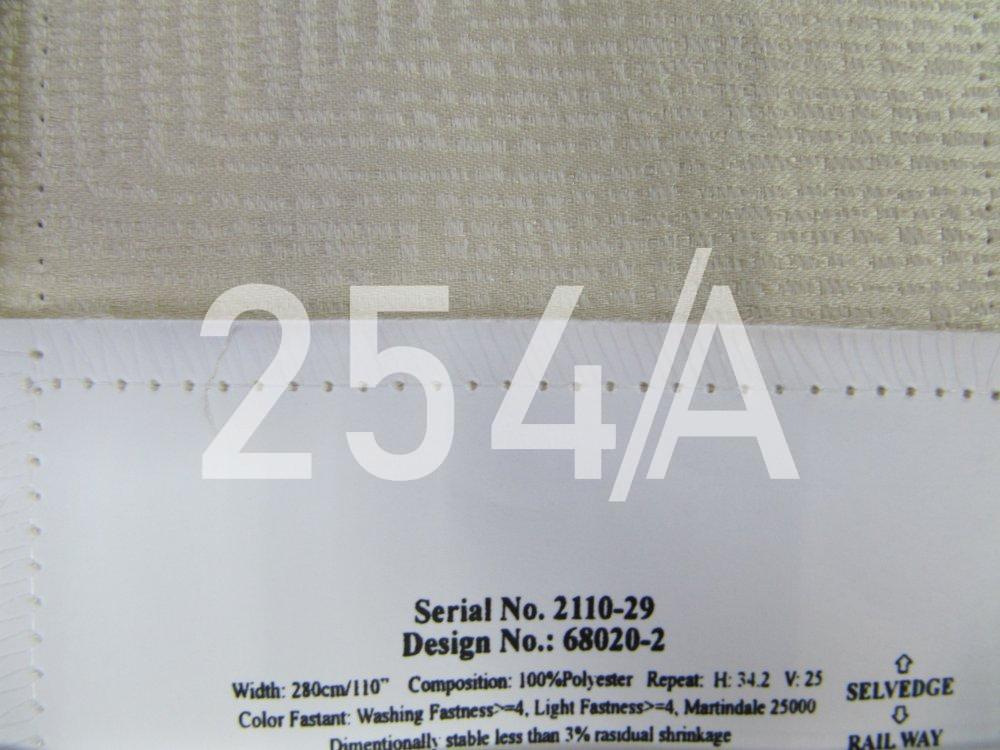 254/A
Serial No. 2110-29
Design No.: 68020-2
Width: 280cm/110" Composition: 100%Polyester Repeat: H: 34.2 V: 25
Color Fastant: Washing Fastness>=4, Light Fastness>=4, Martindale 25000
Dimentionally stable less than 3% rasidual shrinkage
SELVEDGE
RAIL WAY